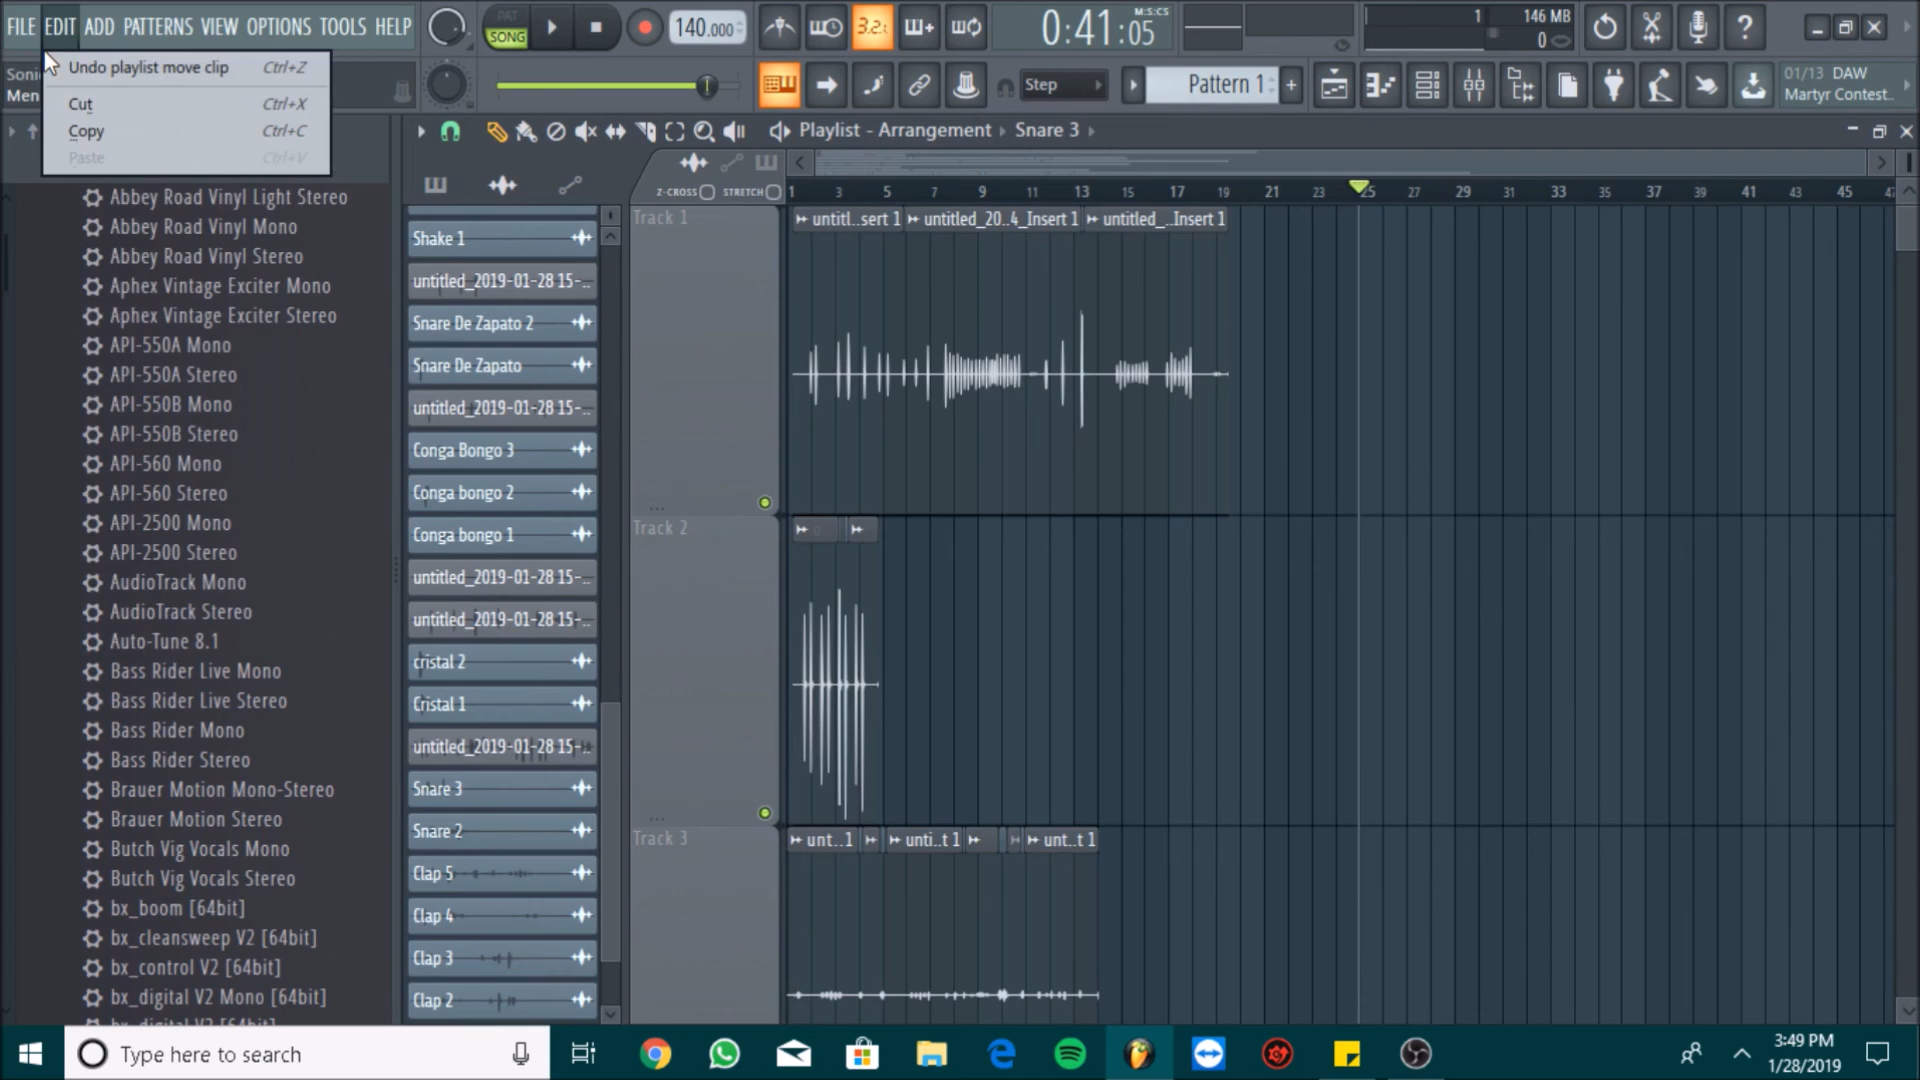 FILE EDIT ADD PATTERNS VIEW OPTIONS TOOLS HELP
PAT
SONG
140.000
3.2.
0:41:05
M:S:CS
1
146 MB
0
Undo playlist move clip Ctrl+Z
Cut Ctrl+X
Copy Ctrl+C
Paste Ctrl+V
Step
Pattern 1
01/13 DAW
Martyr Contest..
Playlist - Arrangement Snare 3
Z-CROSS STRETCH
1 3 5 7 9 11 13 15 17 19 21 23 25 27 29 31 33 35 37 39 41 43 45
Abbey Road Vinyl Light Stereo
Abbey Road Vinyl Mono
Abbey Road Vinyl Stereo
Aphex Vintage Exciter Mono
Aphex Vintage Exciter Stereo
API-550A Mono
API-550A Stereo
API-550B Mono
API-550B Stereo
API-560 Mono
API-560 Stereo
API-2500 Mono
API-2500 Stereo
AudioTrack Mono
AudioTrack Stereo
Auto-Tune 8.1
Bass Rider Live Mono
Bass Rider Live Stereo
Bass Rider Mono
Bass Rider Stereo
Brauer Motion Mono-Stereo
Brauer Motion Stereo
Butch Vig Vocals Mono
Butch Vig Vocals Stereo
bx_boom [64bit]
bx_cleansweep V2 [64bit]
bx_control V2 [64bit]
bx_digital V2 Mono [64bit]
bx_digital V2 [64bit]
Shake 1
untitled_2019-01-28 15-..
Snare De Zapato 2
Snare De Zapato
untitled_2019-01-28 15-..
Conga Bongo 3
Conga bongo 2
Conga bongo 1
untitled_2019-01-28 15-..
untitled_2019-01-28 15-..
cristal 2
Cristal 1
untitled_2019-01-28 15-..
Snare 3
Snare 2
Clap 5
Clap 4
Clap 3
Clap 2
Track 1
untitl...sert 1 untitled_20..4_Insert 1 untitled_...Insert 1
Track 2
Track 3
unt...1 unti..t 1 unt..t 1
Type here to search
3:49 PM
1/28/2019